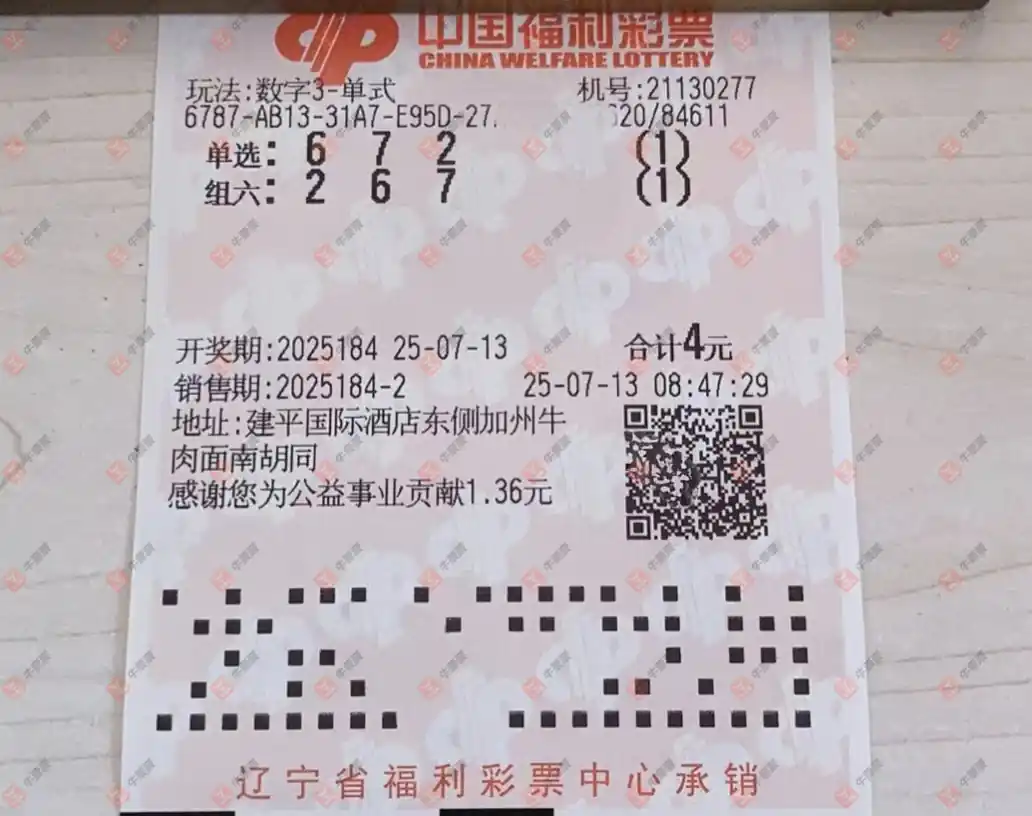 中国福利彩票
CHINA WELFARE LOTTERY
玩法:数字3-单式 机号:21130277
6787-AB13-31A7-E95D-27 20/84611
单选: 6 7 2 (1)
组六: 2 6 7 (1)
开奖期:2025184 25-07-13 合计4元
销售期:2025184-2 25-07-13 08:47:29
地址:建平国际酒店东侧加州牛
肉面南胡同
感谢您为公益事业贡献1.36元
辽宁省福利彩票中心承销